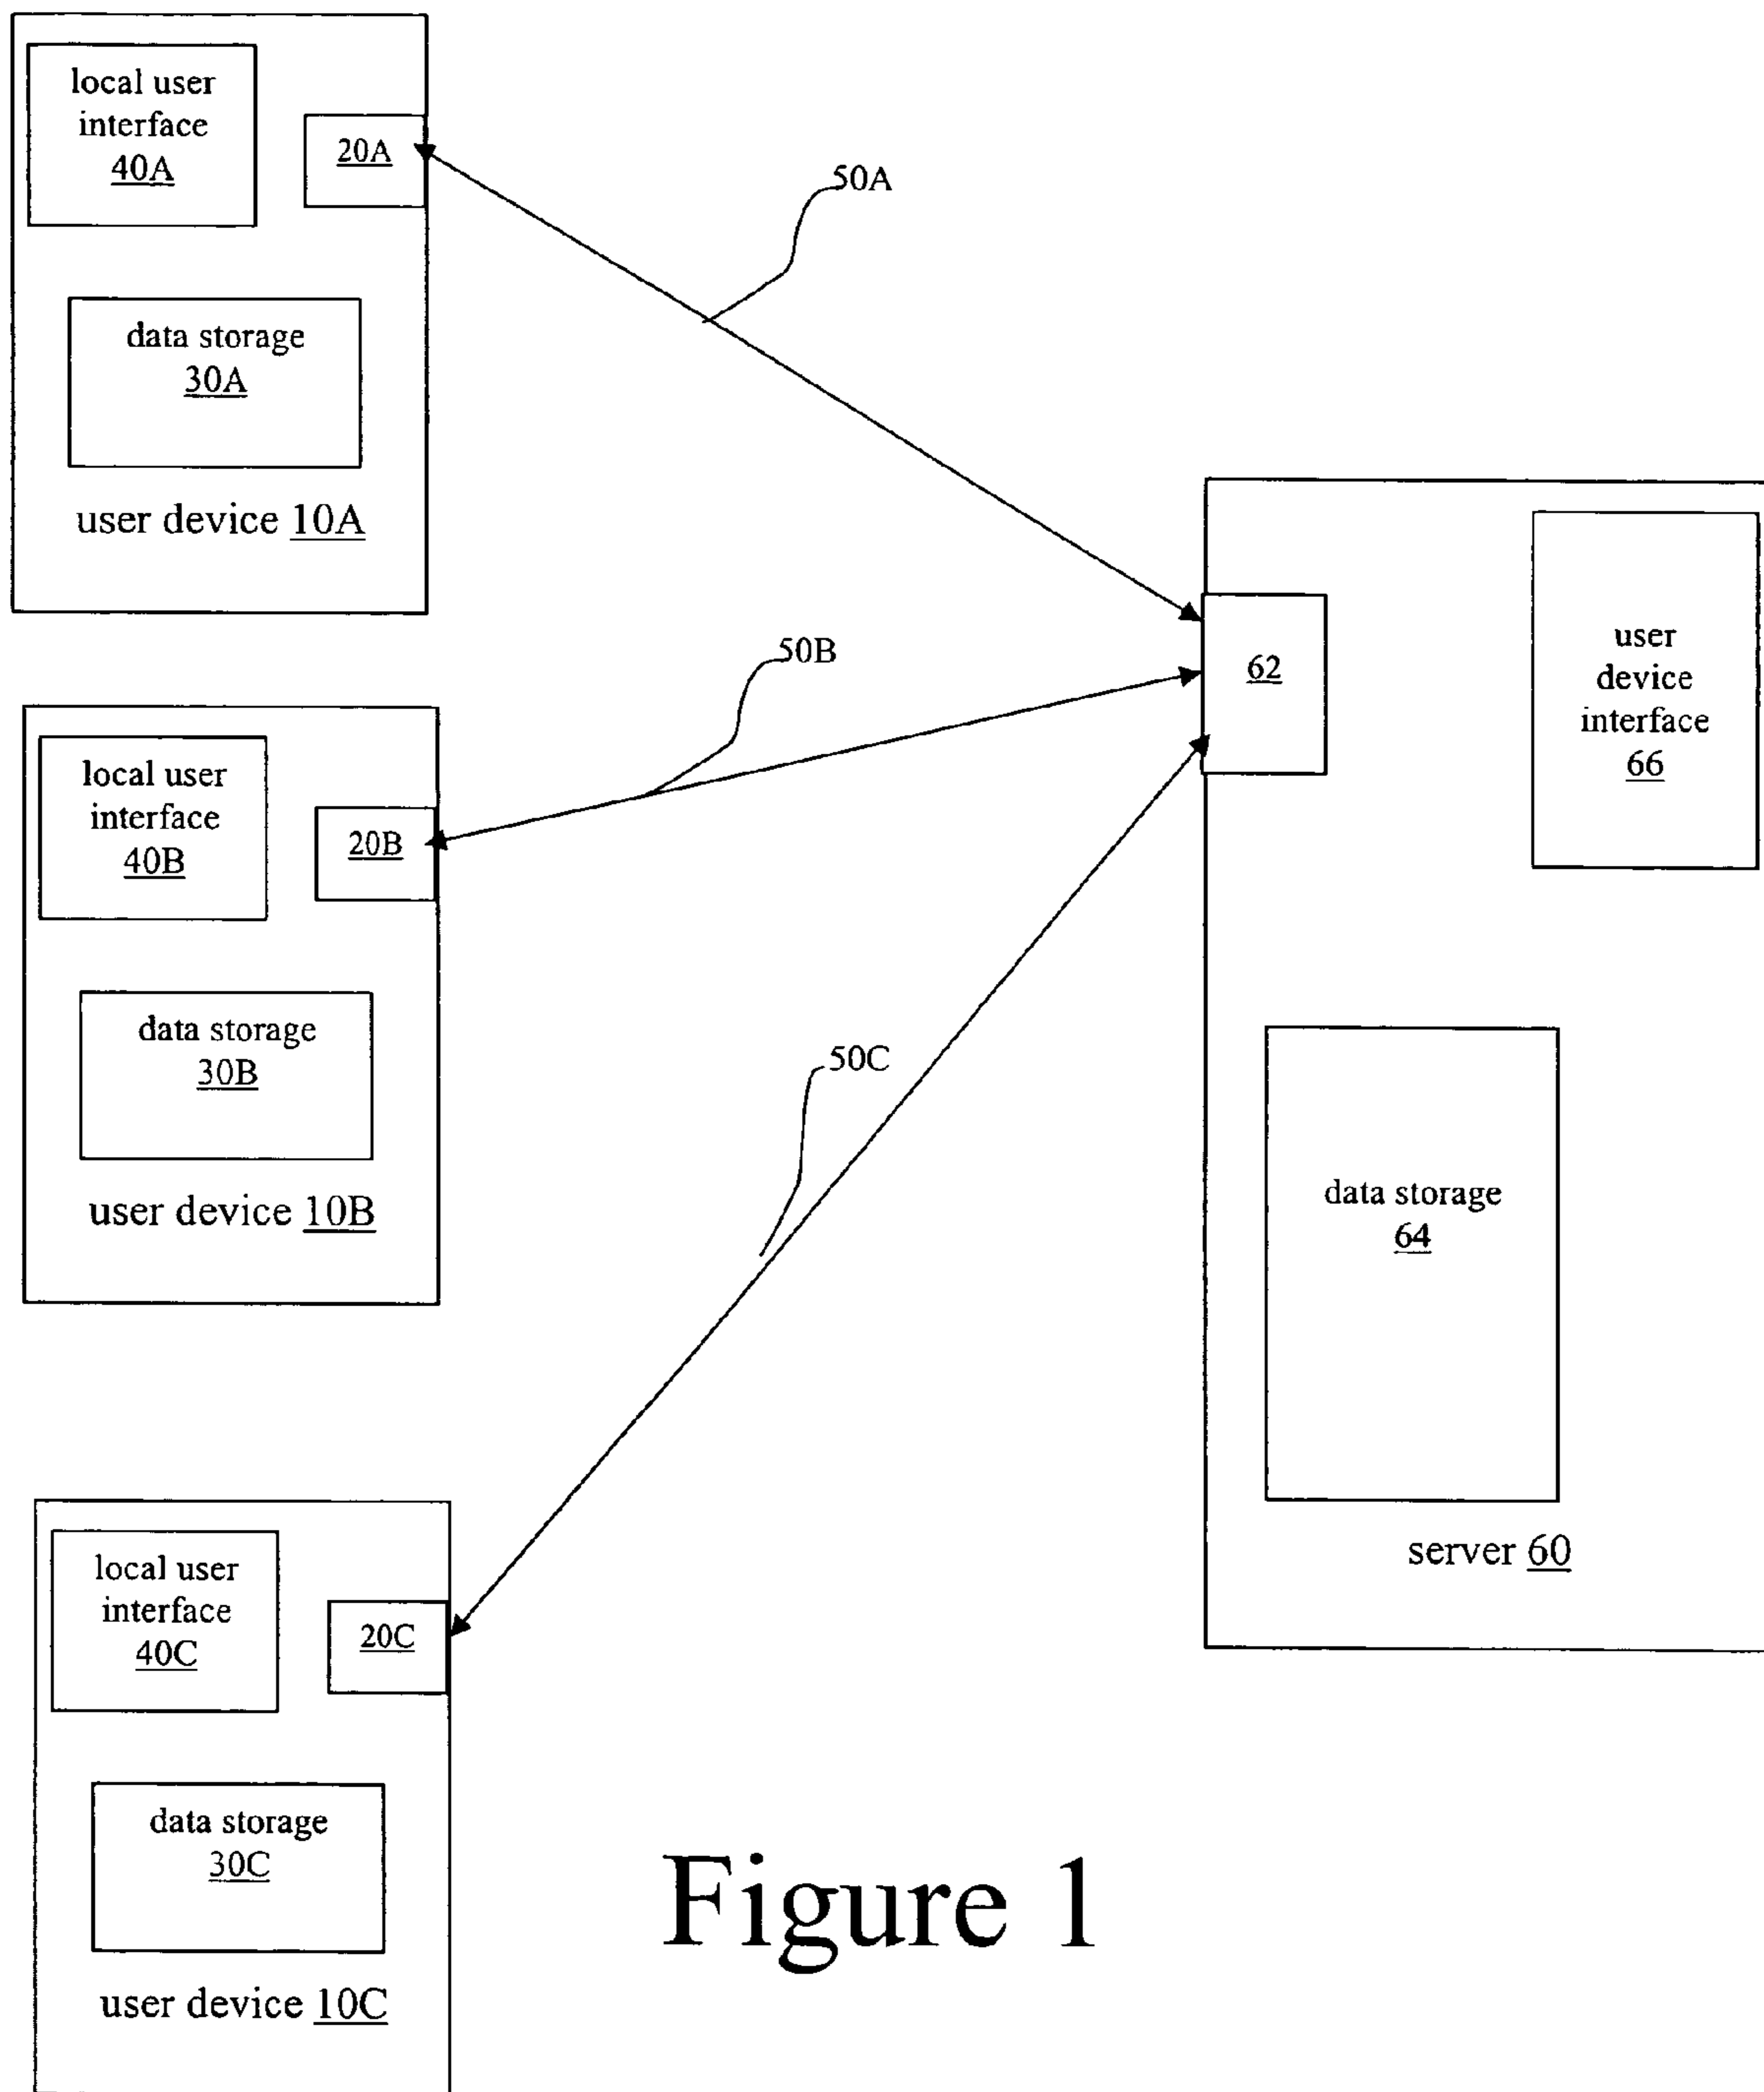 local user
interface
40A
20A
data storage
30A
user device 10A
50A
local user
interface
40B
20B
data storage
30B
user device 10B
50B
local user
interface
40C
20C
data storage
30C
user device 10C
50C
62
user
device
interface
66
data storage
64
server 60
Figure 1